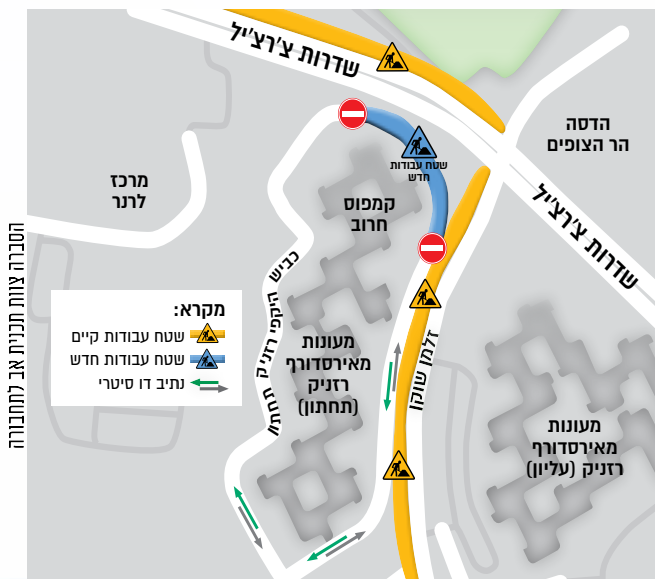 שדרות צ׳רצ׳יל
הדסה
הר הצופים
שטח עבודות
חדש
מרכז
לרנר
קמפוס
חרוב
שדרות צ׳רצ׳יל
כביש היקפי רזניק תחתון
מקרא:
שטח עבודות קיים
שטח עבודות חדש
נתיב דו סיטרי
מעונות
מאירסדורף
רזניק
(תחתון)
זלמן שוקן
מעונות
מאירסדורף
רזניק (עליון)
הסברה צוות תכנית אב לתחבורה